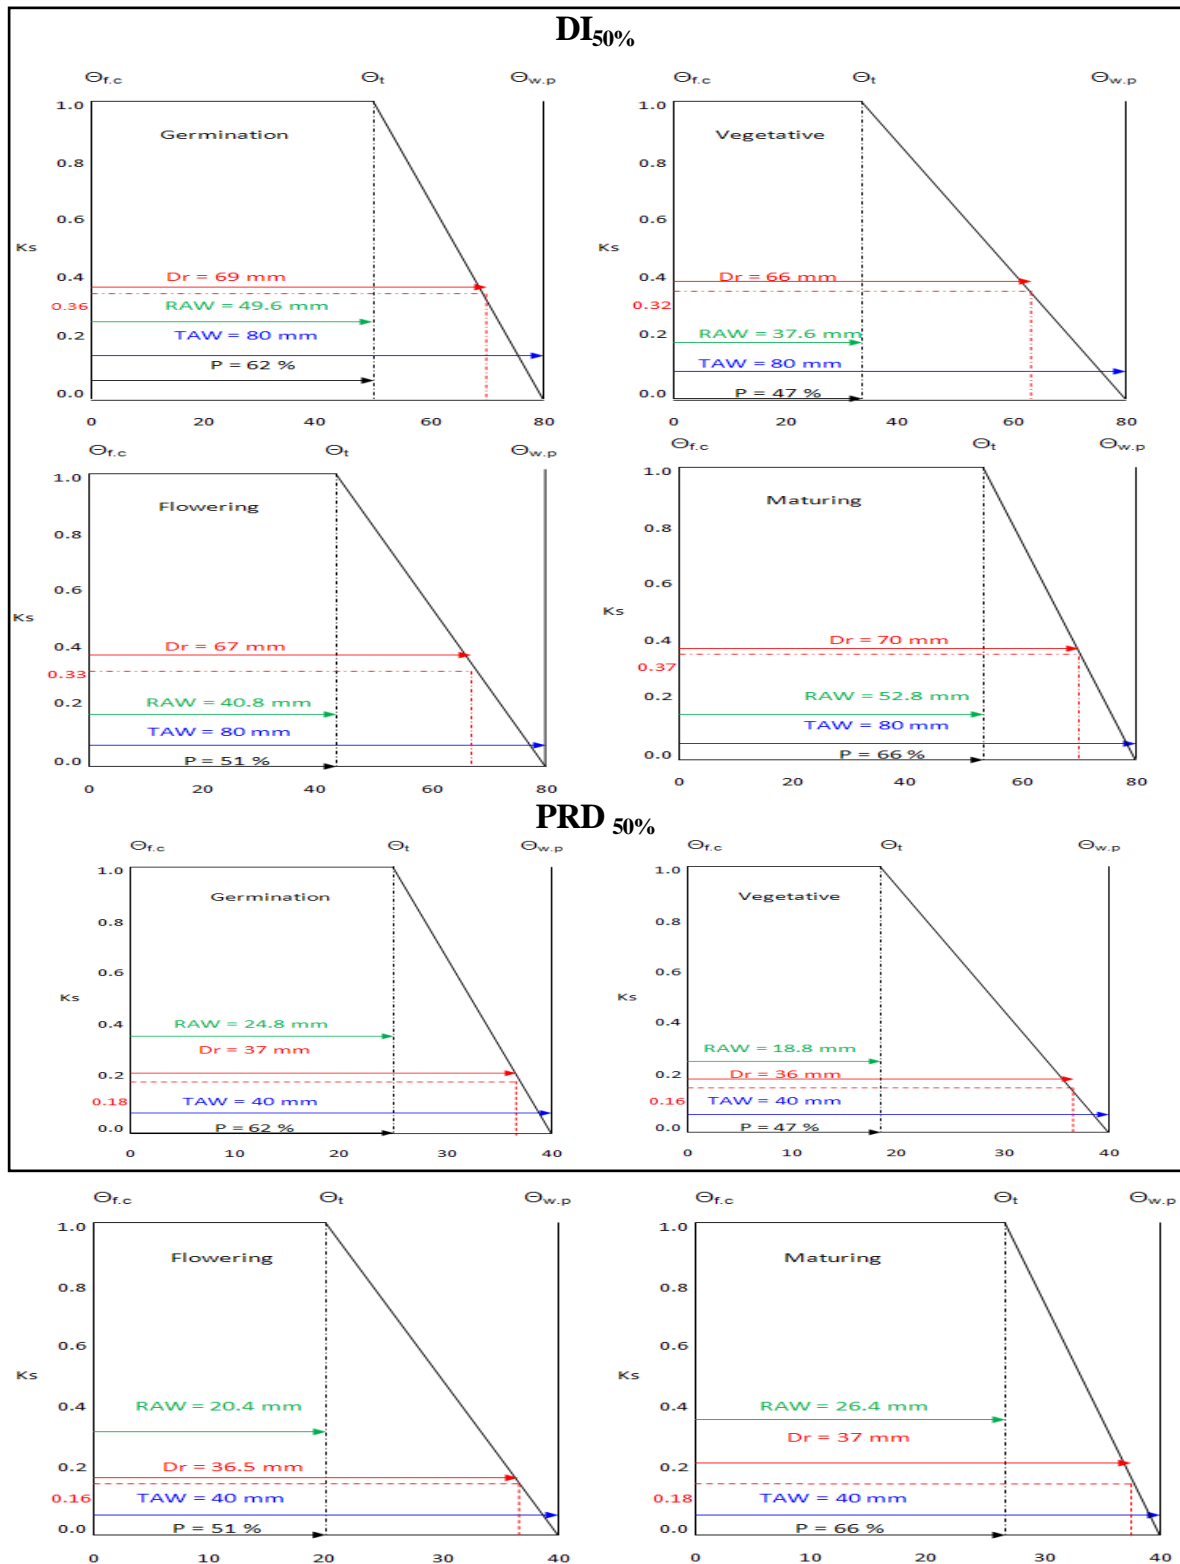 DI50%
Θf.c Θt Θw.p
1.0
Germination
0.8
0.6
Ks
0.4
Dr = 69 mm
0.36
RAW = 49.6 mm
0.2
TAW = 80 mm
P = 62 %
0.0
0 20 40 60 80
Θf.c Θt Θw.p
1.0
Vegetative
0.8
0.6
Ks
0.4
Dr = 66 mm
0.32
RAW = 37.6 mm
0.2
TAW = 80 mm
P = 47 %
0.0
0 20 40 60 80
Θf.c Θt Θw.p
1.0
Flowering
0.8
0.6
Ks
0.4
Dr = 67 mm
0.33
RAW = 40.8 mm
0.2
TAW = 80 mm
P = 51 %
0.0
0 20 40 60 80
Θf.c Θt Θw.p
1.0
Maturing
0.8
0.6
Ks
0.4
Dr = 70 mm
0.37
RAW = 52.8 mm
0.2
TAW = 80 mm
P = 66 %
0.0
0 20 40 60 80
PRD 50%
Θf.c Θt Θw.p
1.0
Germination
0.8
0.6
Ks
0.4
RAW = 24.8 mm
Dr = 37 mm
0.2
0.18
TAW = 40 mm
P = 62 %
0.0
0 10 20 30 40
Θf.c Θt Θw.p
1.0
Vegetative
0.8
0.6
Ks
0.4
RAW = 18.8 mm
Dr = 36 mm
0.2
0.16
TAW = 40 mm
P = 47 %
0.0
0 10 20 30 40
Θf.c Θt Θw.p
1.0
Flowering
0.8
0.6
Ks
0.4
RAW = 20.4 mm
Dr = 36.5 mm
0.2
0.16
TAW = 40 mm
P = 51 %
0.0
0 10 20 30 40
Θf.c Θt Θw.p
1.0
Maturing
0.8
0.6
Ks
0.4
RAW = 26.4 mm
Dr = 37 mm
0.2
0.18
TAW = 40 mm
P = 66 %
0.0
0 10 20 30 40